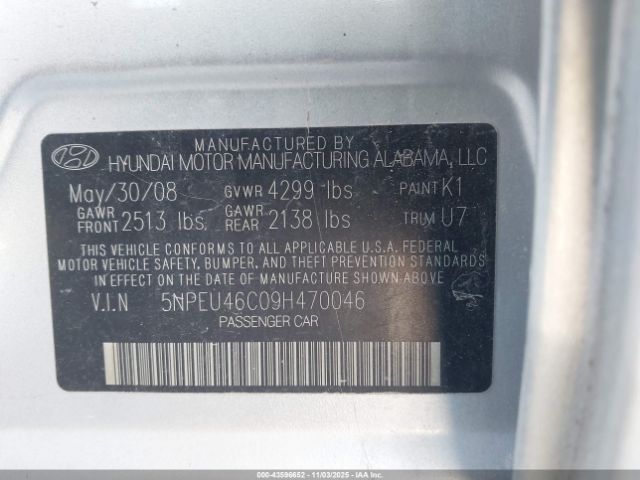 MANUFACTURED BY
HYUNDAI MOTOR MANUFACTURING ALABAMA, LLC
May/30/08 GVWR 4299 lbs PAINT K1
GAWR FRONT 2513 lbs GAWR REAR 2138 lbs TRIM U7
THIS VEHICLE CONFORMS TO ALL APPLICABLE U.S.A. FEDERAL
MOTOR VEHICLE SAFETY, BUMPER, AND THEFT PREVENTION STANDARDS
IN EFFECT ON THE DATE OF MANUFACTURE SHOWN ABOVE.
V.I.N 5NPEU46C09H470046
PASSENGER CAR
000-43596652 - 11/03/2025 - IAAI.COM